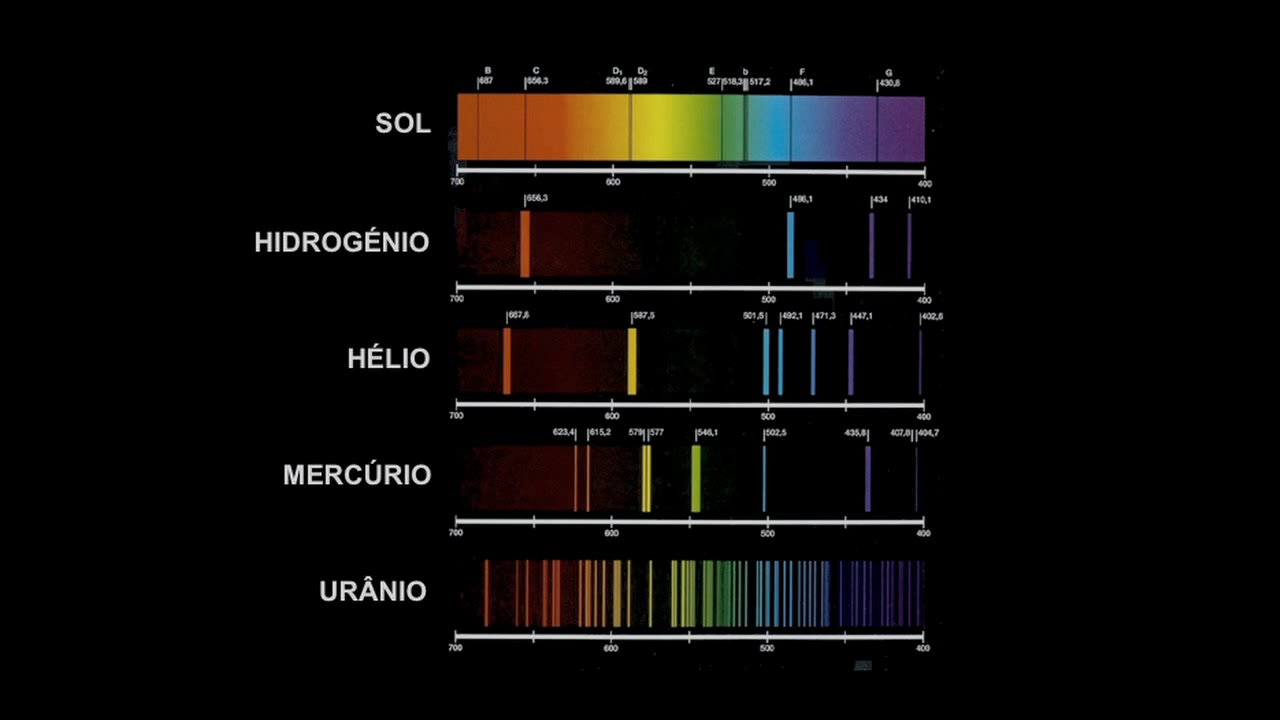 B C D₁ D₂ E b F G
687 656,3 589,6 589 527 518,3 517,2 486,1 430,8
SOL
700 600 500 400
656,3 486,1 434 410,1
HIDROGÉNIO
700 600 500 400
667,8 587,5 501,5 492,1 471,3 447,1 402,6
HÉLIO
700 600 500 400
623,4 615,2 579 577 546,1 502,5 435,8 407,8 404,7
MERCÚRIO
700 600 500 400
URÂNIO
700 600 500 400